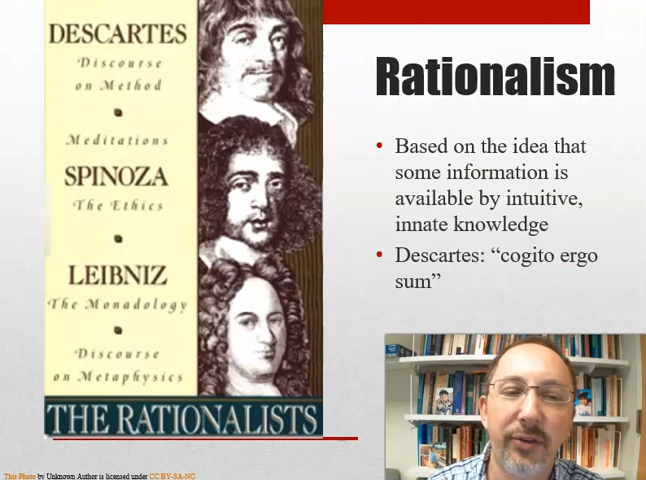 DESCARTES
Discourse
on Method
Meditations
SPINOZA
The Ethics
LEIBNIZ
The Monadology
Discourse
on Metaphysics
THE RATIONALISTS
Rationalism
• Based on the idea that
some information is
available by intuitive,
innate knowledge
• Descartes: “cogito ergo
sum”
This Photo by Unknown Author is licensed under CC BY-SA-NC